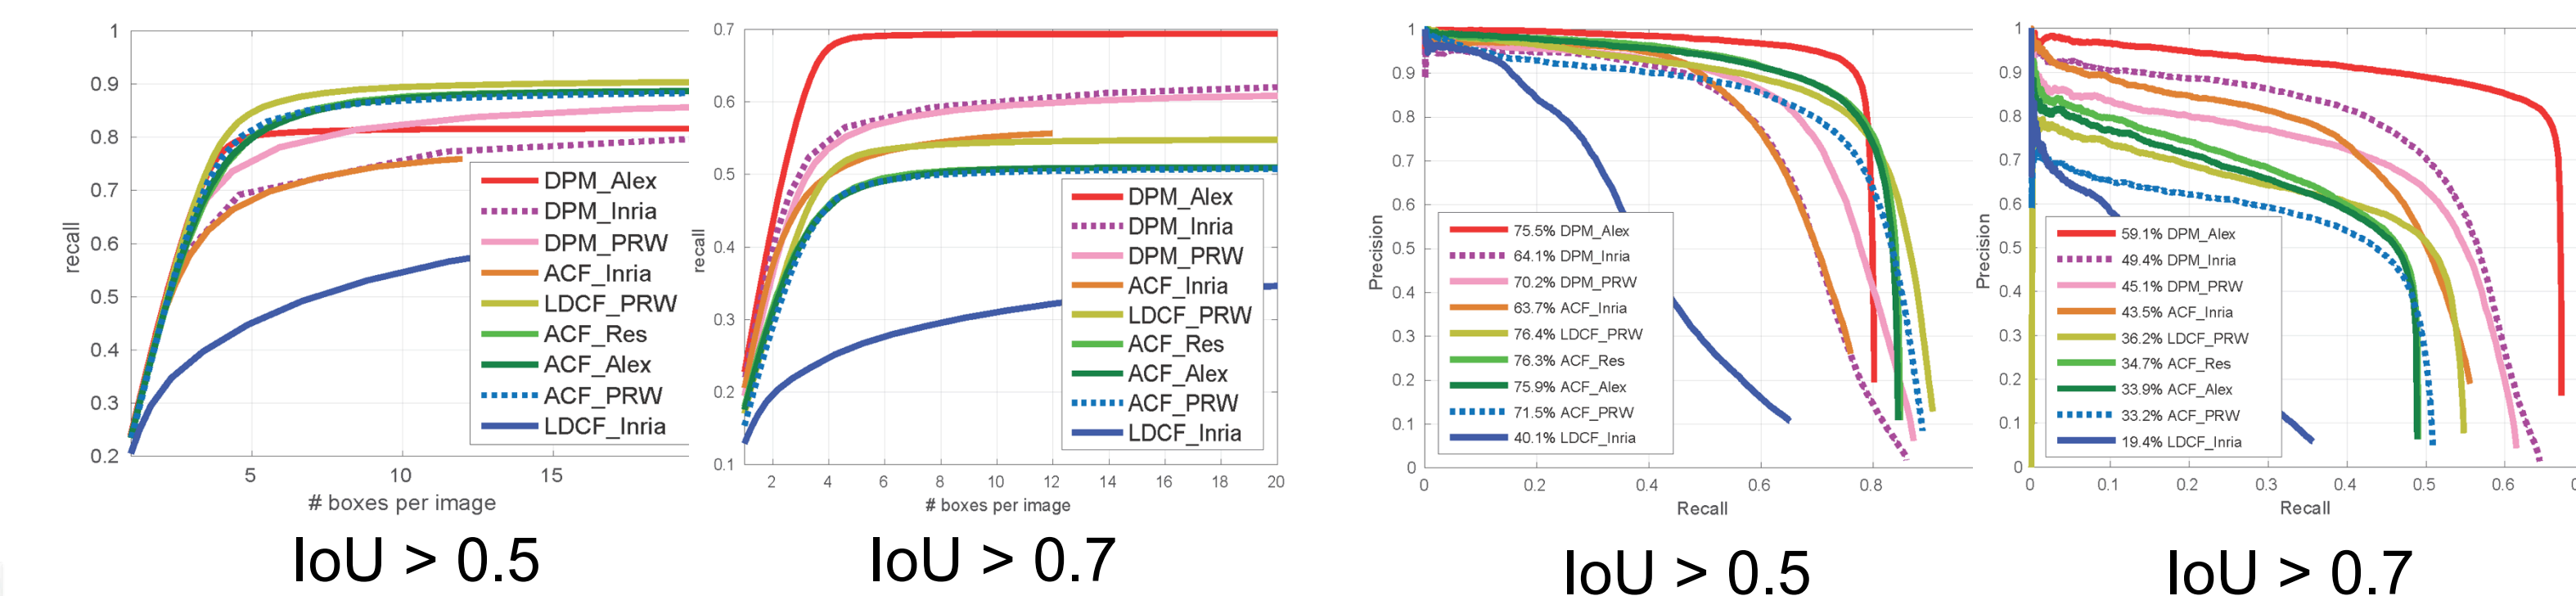 1
0.9
0.8
0.7
0.6
0.5
0.4
0.3
0.2
recall
5
10
15
# boxes per image
DPM_Alex
DPM_Inria
DPM_PRW
ACF_Inria
LDCF_PRW
ACF_Res
ACF_Alex
ACF_PRW
LDCF_Inria
IoU > 0.5
0.7
0.6
0.5
0.4
0.3
0.2
0.1
recall
2
4
6
8
10
12
14
16
18
20
# boxes per image
DPM_Alex
DPM_Inria
DPM_PRW
ACF_Inria
LDCF_PRW
ACF_Res
ACF_Alex
ACF_PRW
LDCF_Inria
IoU > 0.7
1
0.9
0.8
0.7
0.6
0.5
0.4
0.3
0.2
0.1
0
Precision
0
0.2
0.4
0.6
0.8
Recall
75.5% DPM_Alex
64.1% DPM_Inria
70.2% DPM_PRW
63.7% ACF_Inria
76.4% LDCF_PRW
76.3% ACF_Res
75.9% ACF_Alex
71.5% ACF_PRW
40.1% LDCF_Inria
IoU > 0.5
1
0.9
0.8
0.7
0.6
0.5
0.4
0.3
0.2
0.1
0
Precision
0
0.1
0.2
0.3
0.4
0.5
0.6
Recall
59.1% DPM_Alex
49.4% DPM_Inria
45.1% DPM_PRW
43.5% ACF_Inria
36.2% LDCF_PRW
34.7% ACF_Res
33.9% ACF_Alex
33.2% ACF_PRW
19.4% LDCF_Inria
IoU > 0.7